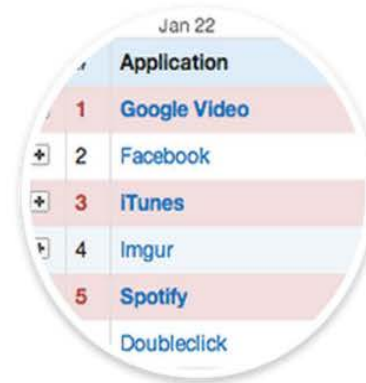 Jan 22
Application
1 Google Video
2 Facebook
3 iTunes
4 Imgur
5 Spotify
Doubleclick